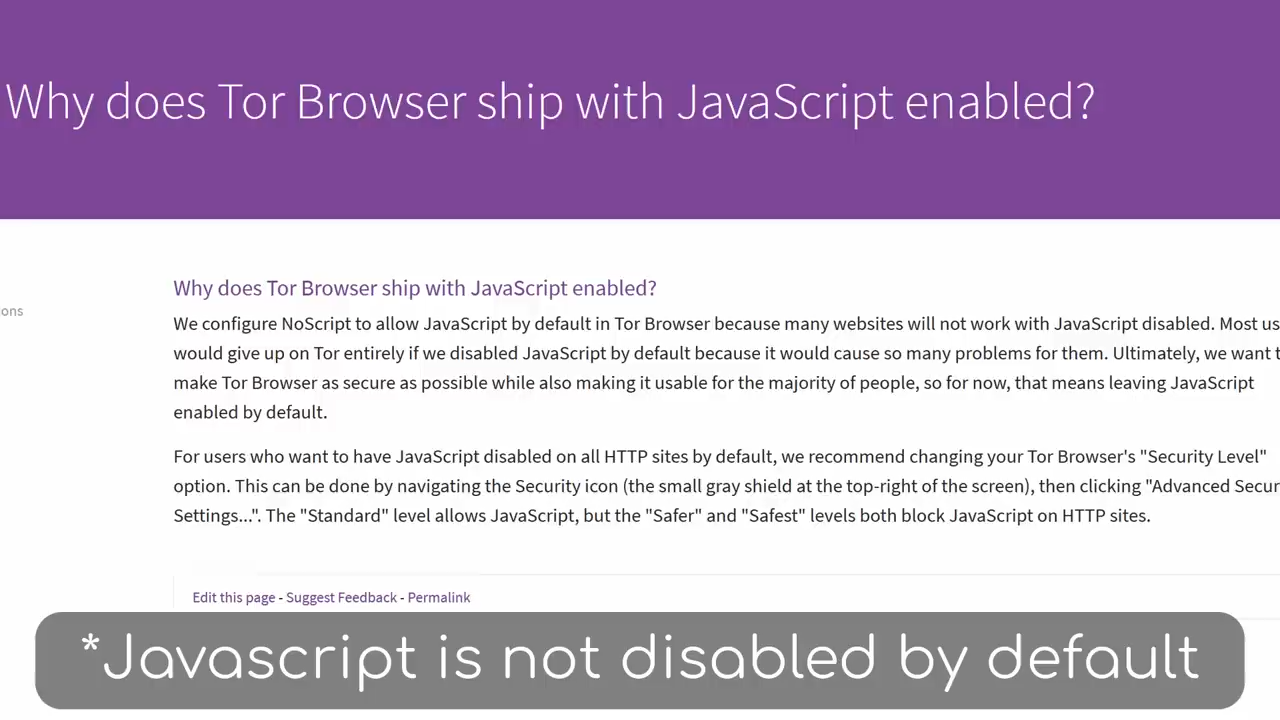 Why does Tor Browser ship with JavaScript enabled?
ons
Why does Tor Browser ship with JavaScript enabled?
We configure NoScript to allow JavaScript by default in Tor Browser because many websites will not work with JavaScript disabled. Most us
would give up on Tor entirely if we disabled JavaScript by default because it would cause so many problems for them. Ultimately, we want t
make Tor Browser as secure as possible while also making it usable for the majority of people, so for now, that means leaving JavaScript
enabled by default.
For users who want to have JavaScript disabled on all HTTP sites by default, we recommend changing your Tor Browser's "Security Level"
option. This can be done by navigating the Security icon (the small gray shield at the top-right of the screen), then clicking "Advanced Secur
Settings...". The "Standard" level allows JavaScript, but the "Safer" and "Safest" levels both block JavaScript on HTTP sites.
Edit this page - Suggest Feedback - Permalink
*Javascript is not disabled by default